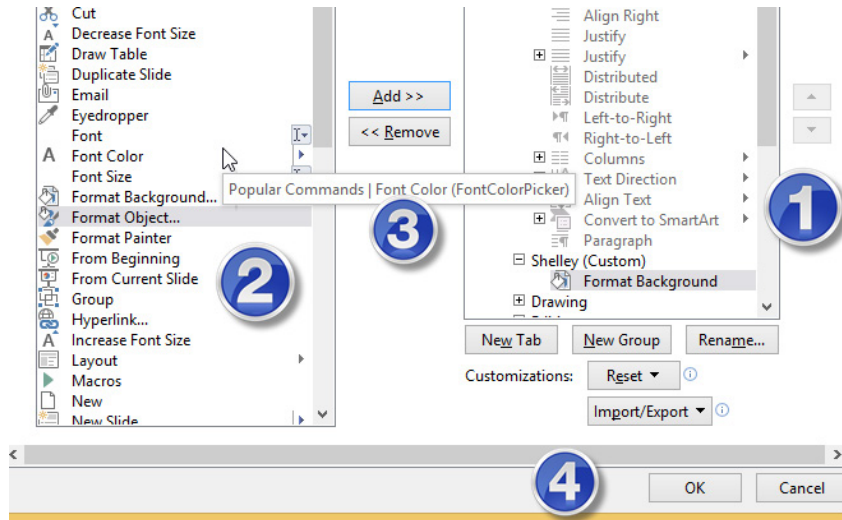 Cut
Decrease Font Size
Draw Table
Duplicate Slide
Email
Eyedropper
Font
Font Color
Font Size
Format Background...
Format Object...
Format Painter
From Beginning
From Current Slide
Group
Hyperlink...
Increase Font Size
Layout
Macros
New
New Slide
2
Add >>
<< Remove
Popular Commands | Font Color (FontColorPicker)
3
Align Right
Justify
Justify
Distributed
Distribute
Left-to-Right
Right-to-Left
Columns
Text Direction
Align Text
Convert to SmartArt
Paragraph
Shelley (Custom)
Format Background
Drawing
1
New Tab New Group Rename...
Customizations: Reset
Import/Export
4
OK Cancel